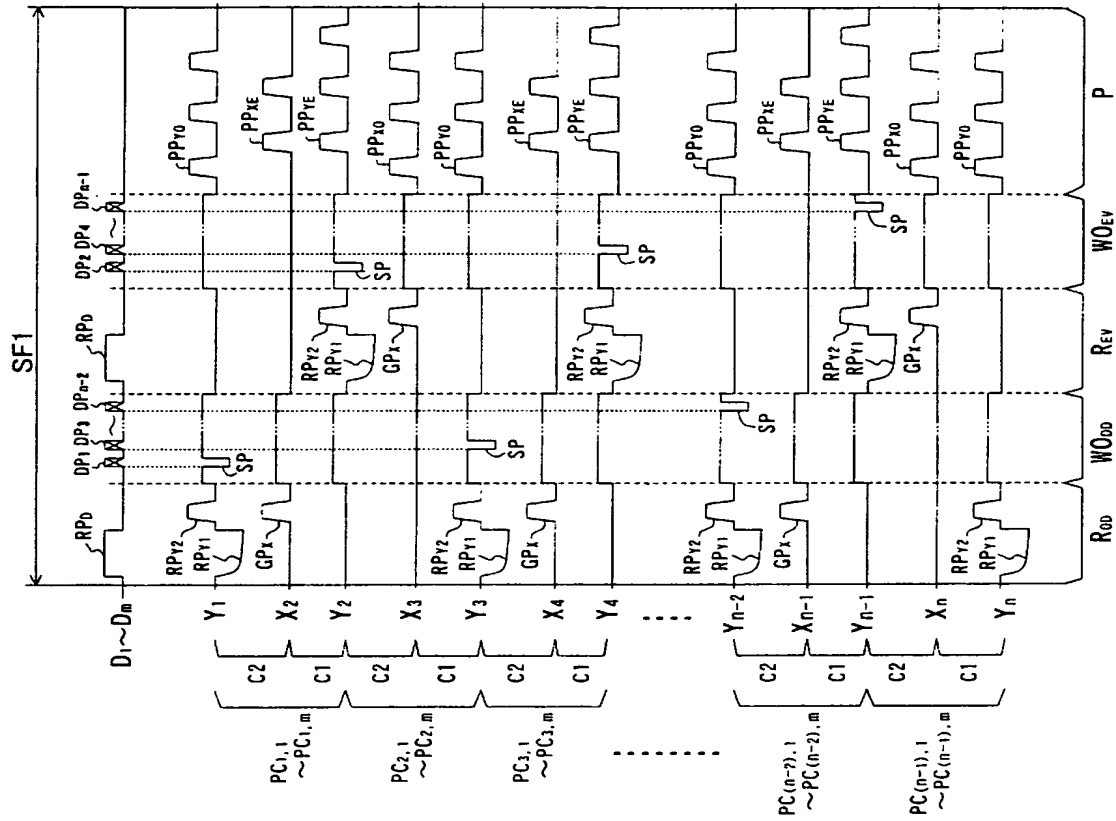 SF1
D1~Dm RPD DP1 DP3 ~ DPn-2 RPD DP2 DP4 ~ DPn-1
Y1 RPY2 RPY1 SP PPYO
X2 GPX PPXE
Y2 RPY2 RPY1 SP PPYE
X3 GPX PPXO
Y3 RPY2 RPY1 SP PPYO
X4 GPX PPXE
Y4 RPY2 RPY1 SP PPYE
Yn-2 RPY2 RPY1 SP PPYO
Xn-1 GPX PPXE
Yn-1 RPY2 RPY1 SP PPYE
Xn GPX PPXO
Yn RPY2 RPY1 PPYO
C2
C1
C2
C1
C2
C1
C2
C1
C2
C1
PC1,1
~PC1,m
PC2,1
~PC2,m
PC3,1
~PC3,m
PC(n-2),1
~PC(n-2),m
PC(n-1),1
~PC(n-1),m
ROD WOOD REV WOEV P